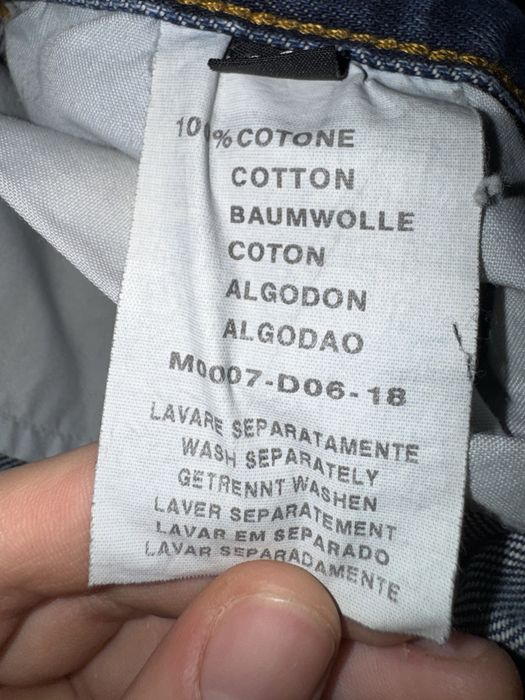 100% COTONE
COTTON
BAUMWOLLE
COTON
ALGODON
ALGODAO
M0007-D06-18
LAVARE SEPARATAMENTE
WASH SEPARATELY
GETRENNT WASHEN
LAVER SEPARATEMENT
LAVAR EM SEPARADO
LAVAR SEPARADAMENTE